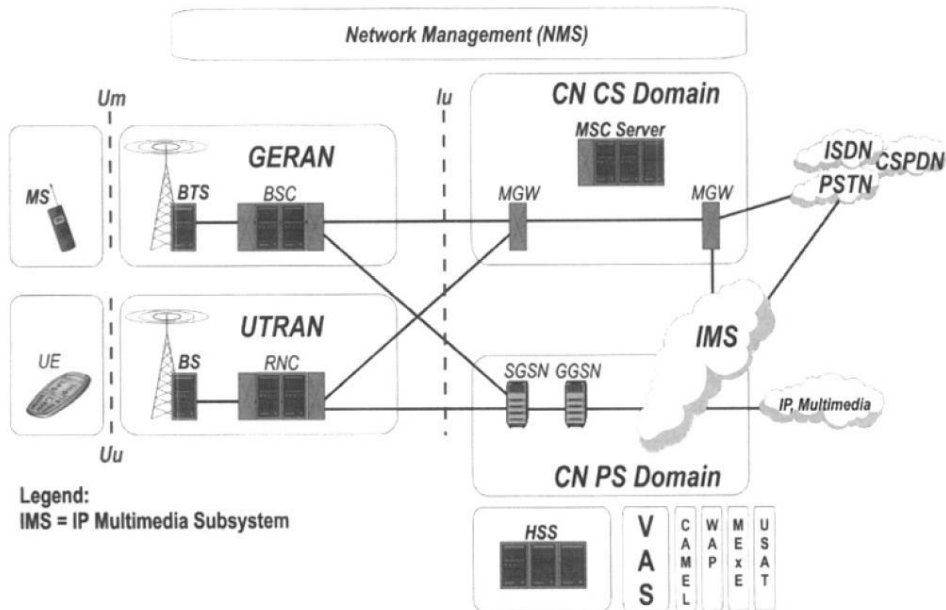 Network Management (NMS)
Um
Iu
CN CS Domain
MSC Server
GERAN
MS
BTS
BSC
MGW
MGW
ISDN
CSPDN
PSTN
UTRAN
UE
BS
RNC
IMS
SGSN
GGSN
IP, Multimedia
Uu
CN PS Domain
Legend:
IMS = IP Multimedia Subsystem
HSS
VAS
CAMEL
WAP
MExE
USAT